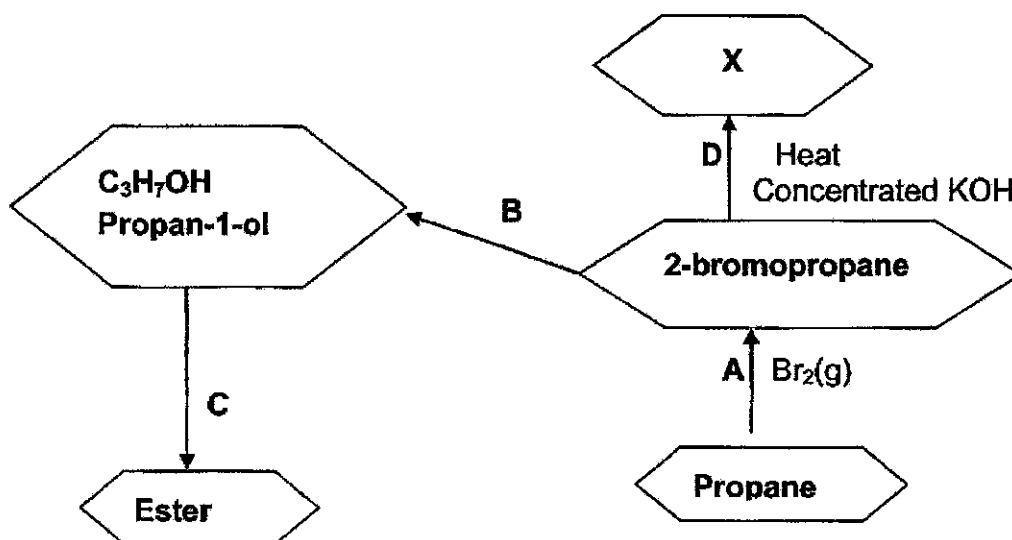 X
D Heat
Concentrated KOH
C₃H₇OH
Propan-1-ol
B
2-bromopropane
A Br₂(g)
C
Ester
Propane